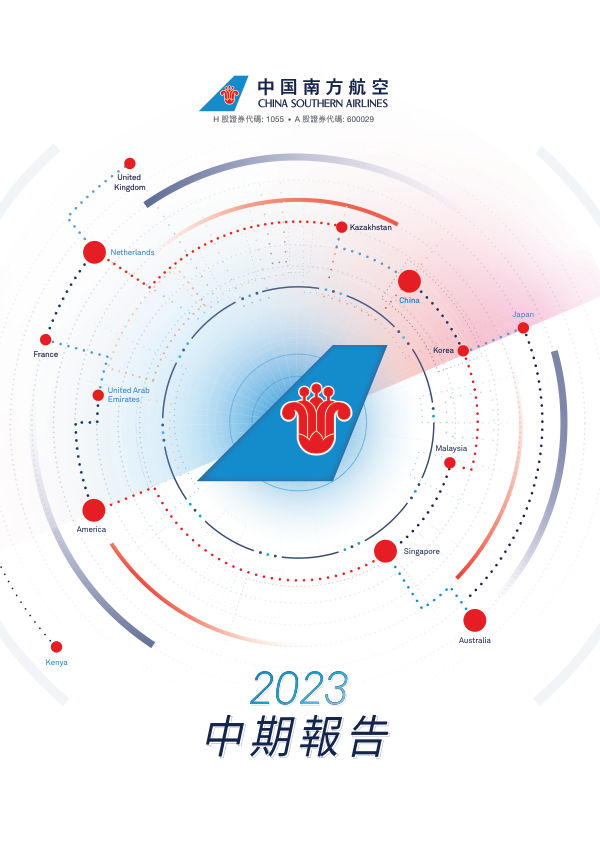 中国南方航空
CHINA SOUTHERN AIRLINES
H 股證券代碼: 1055 • A 股證券代碼: 600029
United
Kingdom
Kazakhstan
Netherlands
China
Japan
Korea
France
United Arab
Emirates
Malaysia
America
Singapore
Australia
Kenya
2023
中期報告